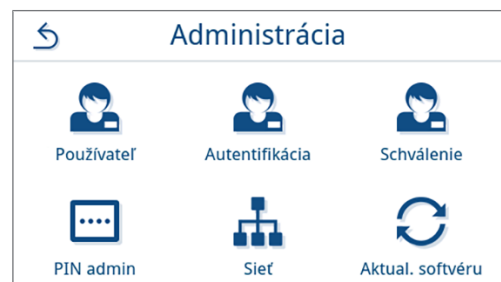 Administrácia
Používateľ Autentifikácia Schválenie
PIN admin Sieť Aktual. softvéru